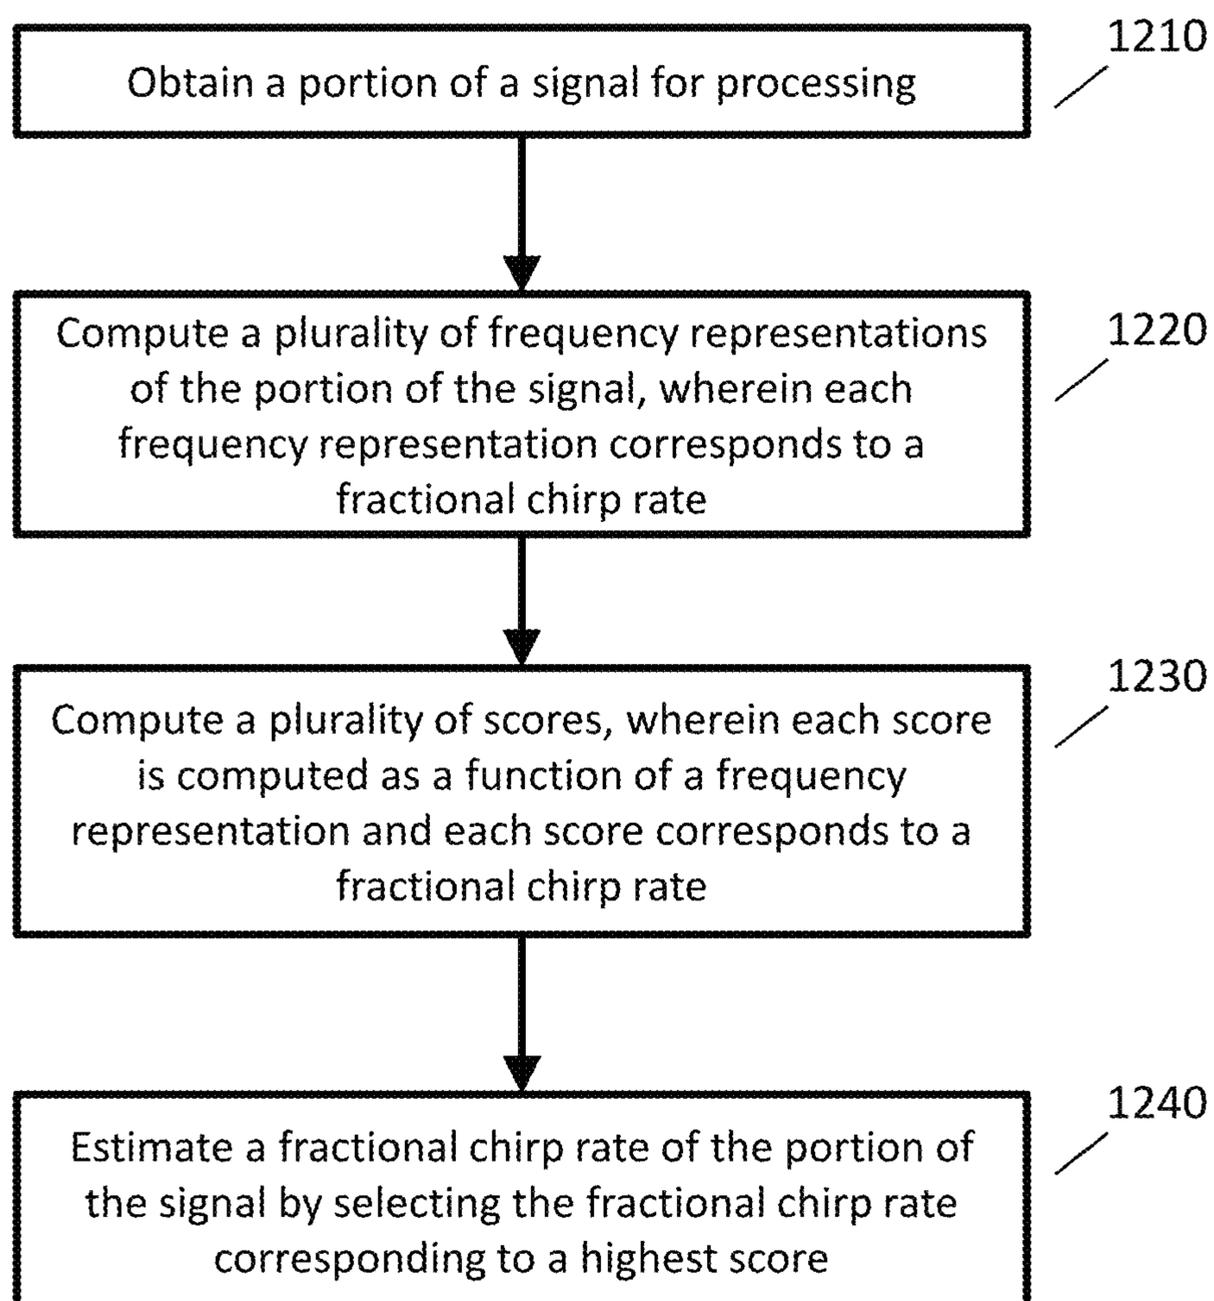 1210
Obtain a portion of a signal for processing
1220
Compute a plurality of frequency representations
of the portion of the signal, wherein each
frequency representation corresponds to a
fractional chirp rate
1230
Compute a plurality of scores, wherein each score
is computed as a function of a frequency
representation and each score corresponds to a
fractional chirp rate
1240
Estimate a fractional chirp rate of the portion of
the signal by selecting the fractional chirp rate
corresponding to a highest score